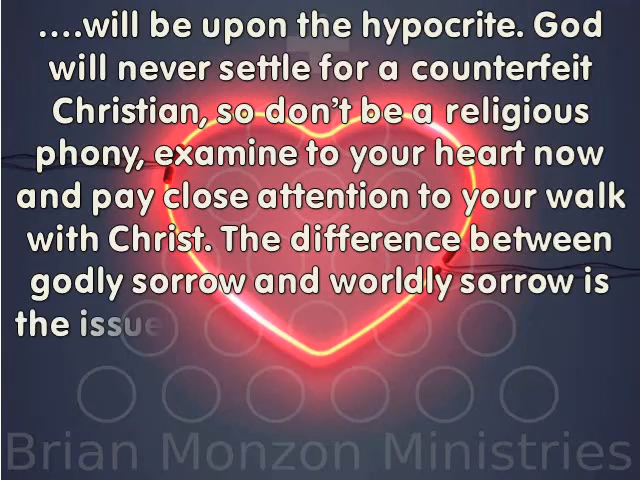 ....will be upon the hypocrite. God
will never settle for a counterfeit
Christian, so don't be a religious
phony, examine to your heart now
and pay close attention to your walk
with Christ. The difference between
godly sorrow and worldly sorrow is
the issue
Brian Monzon Ministries